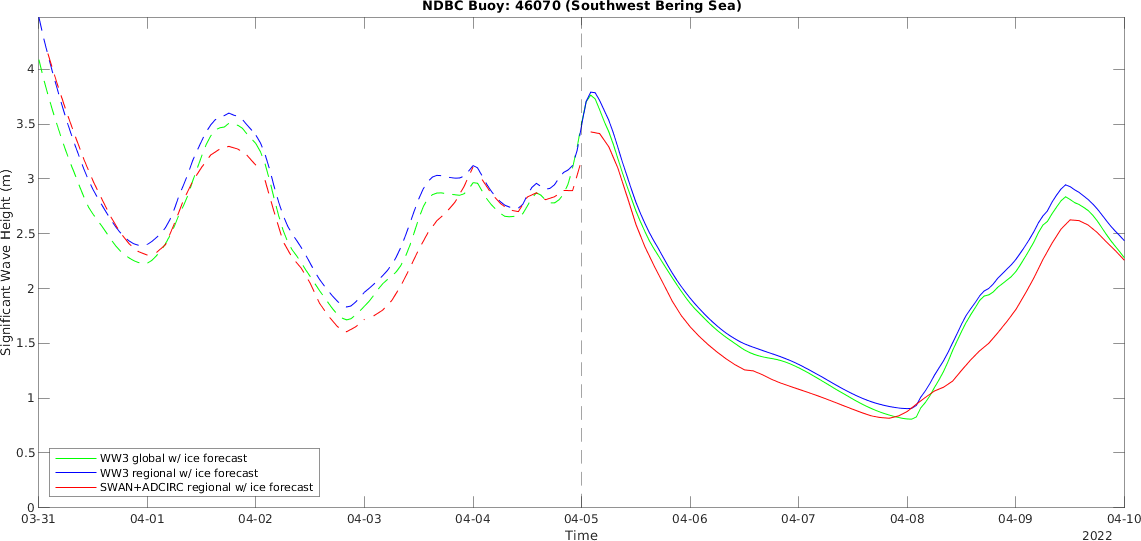 NDBC Buoy: 46070 (Southwest Bering Sea)
Significant Wave Height (m)
4
3.5
3
2.5
2
1.5
1
0.5
0
WW3 global w/ ice forecast
WW3 regional w/ ice forecast
SWAN+ADCIRC regional w/ ice forecast
03-31 04-01 04-02 04-03 04-04 04-05 04-06 04-07 04-08 04-09 04-10
Time
2022